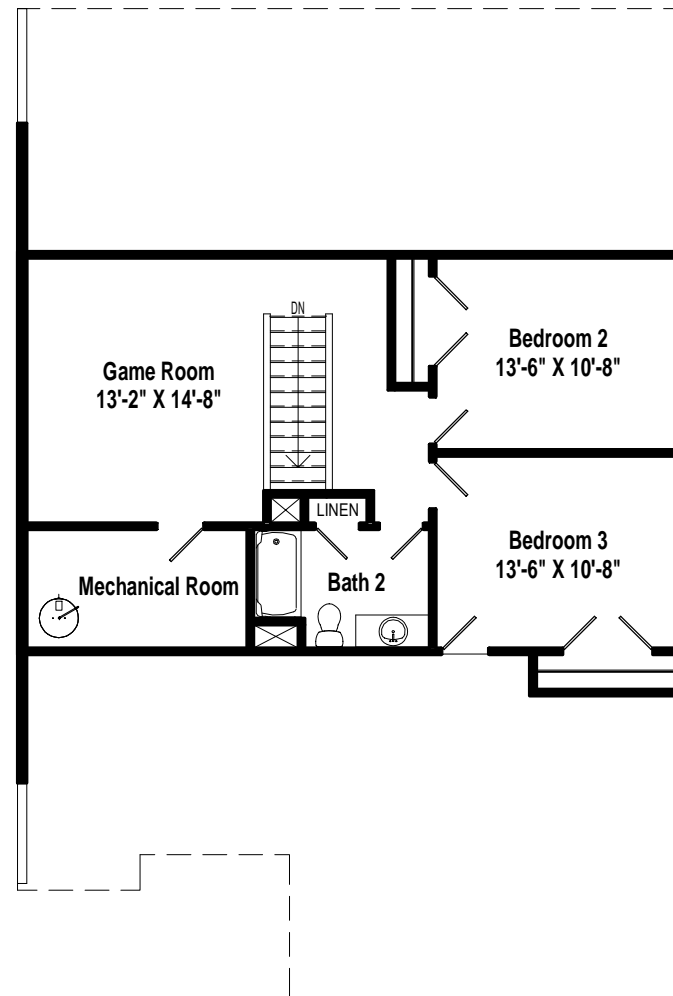 DN
Bedroom 2
13'-6" X 10'-8"
Game Room
13'-2" X 14'-8"
LINEN
Bedroom 3
13'-6" X 10'-8"
Mechanical Room
Bath 2